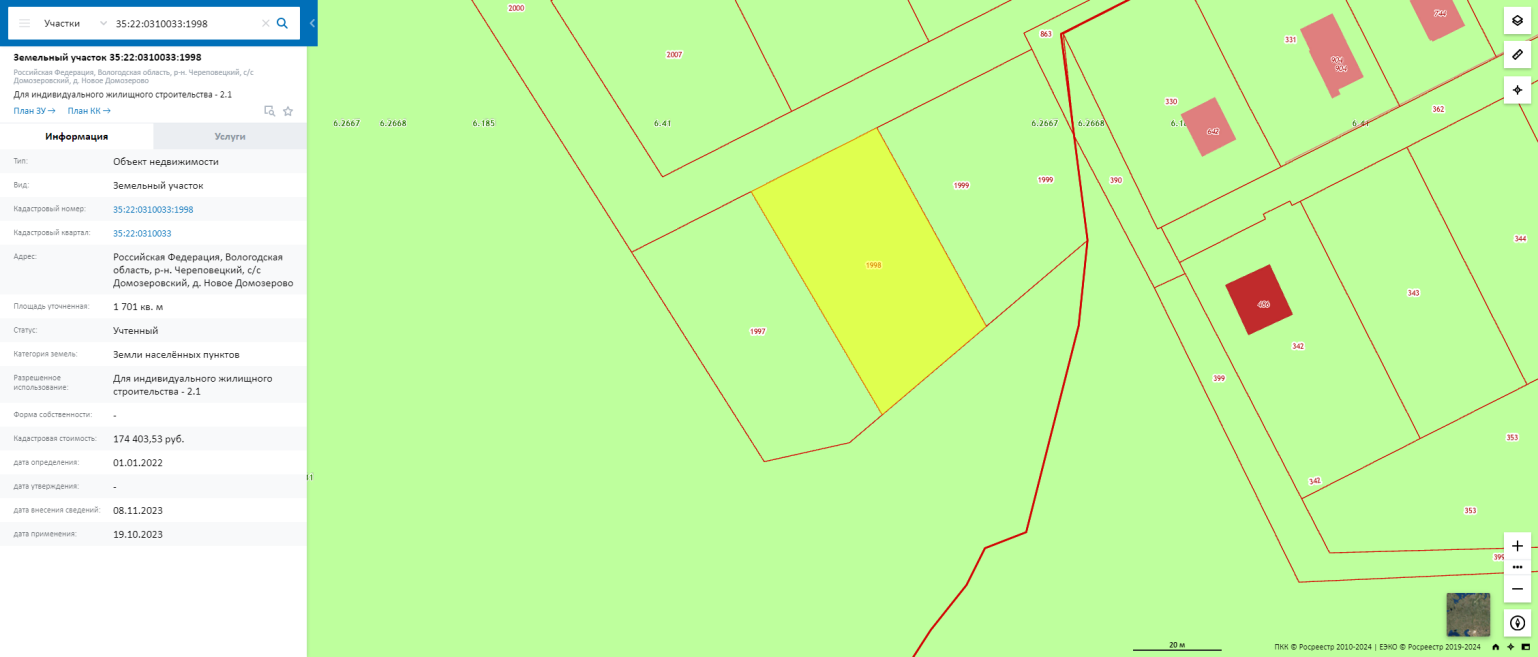 Участки 35:22:0310033:1998
Земельный участок 35:22:0310033:1998
Российская Федерация, Вологодская область, р-н. Череповецкий, с/с
Домозеровский, д. Новое Домозерово
Для индивидуального жилищного строительства - 2.1
План ЗУ → План КК →
Информация Услуги
Тип: Объект недвижимости
Вид: Земельный участок
Кадастровый номер: 35:22:0310033:1998
Кадастровый квартал: 35:22:0310033
Адрес: Российская Федерация, Вологодская
область, р-н. Череповецкий, с/с
Домозеровский, д. Новое Домозерово
Площадь уточненная: 1 701 кв. м
Статус: Учтенный
Категория земель: Земли населённых пунктов
Разрешенное
использование:
Для индивидуального жилищного
строительства - 2.1
Форма собственности: -
Кадастровая стоимость: 174 403,53 руб.
дата определения: 01.01.2022
дата утверждения: -
дата внесения сведений: 08.11.2023
дата применения: 19.10.2023
2000
2007
863
331
744
904
904
330
642
362
6.2667 6.2668 6.185 6.41 6.2667 6.2668 6.41
1999 1999 390
344
1998
343
456
1997
342
399
353
342
353
399
11
20 м
ПКК © Росреестр 2010-2024 | ЕЭКО © Росреестр 2019-2024